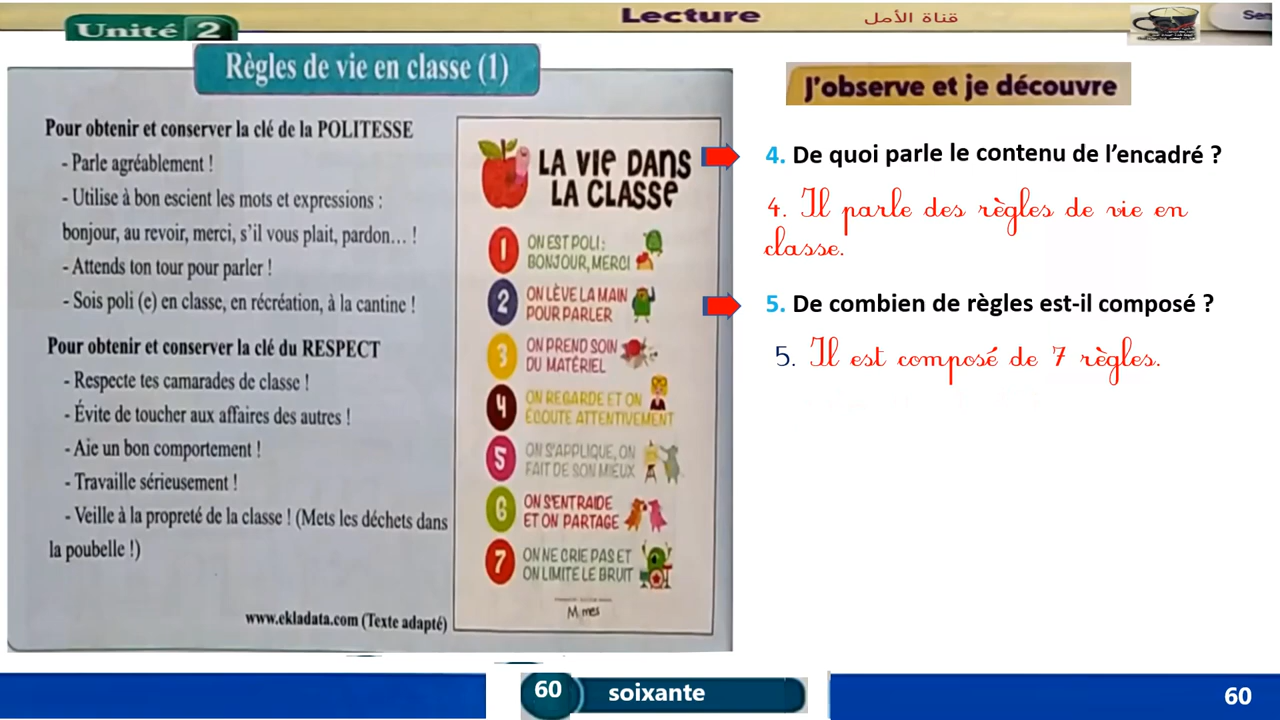 Unité 2
Lecture
قناة الأمل
Sem
Règles de vie en classe (1)
Pour obtenir et conserver la clé de la POLITESSE
- Parle agréablement !
- Utilise à bon escient les mots et expressions :
bonjour, au revoir, merci, s'il vous plait, pardon… !
- Attends ton tour pour parler !
- Sois poli (e) en classe, en récréation, à la cantine !
Pour obtenir et conserver la clé du RESPECT
- Respecte tes camarades de classe !
- Évite de toucher aux affaires des autres !
- Aie un bon comportement !
- Travaille sérieusement !
- Veille à la propreté de la classe ! (Mets les déchets dans
la poubelle !)
www.ekladata.com (Texte adapté)
LA VIE DANS
LA CLASSE
1 ON EST POLI :
BONJOUR, MERCI
2 ON LÈVE LA MAIN
POUR PARLER
3 ON PREND SOIN
DU MATÉRIEL
4 ON REGARDE ET ON
ÉCOUTE ATTENTIVEMENT
5 ON S'APPLIQUE, ON
FAIT DE SON MIEUX
6 ON S'ENTRAIDE
ET ON PARTAGE
7 ON NE CRIE PAS ET
ON LIMITE LE BRUIT
J'observe et je découvre
4. De quoi parle le contenu de l'encadré ?
4. Il parle des règles de vie en
classe.
5. De combien de règles est-il composé ?
5. Il est composé de 7 règles.
60 soixante
60